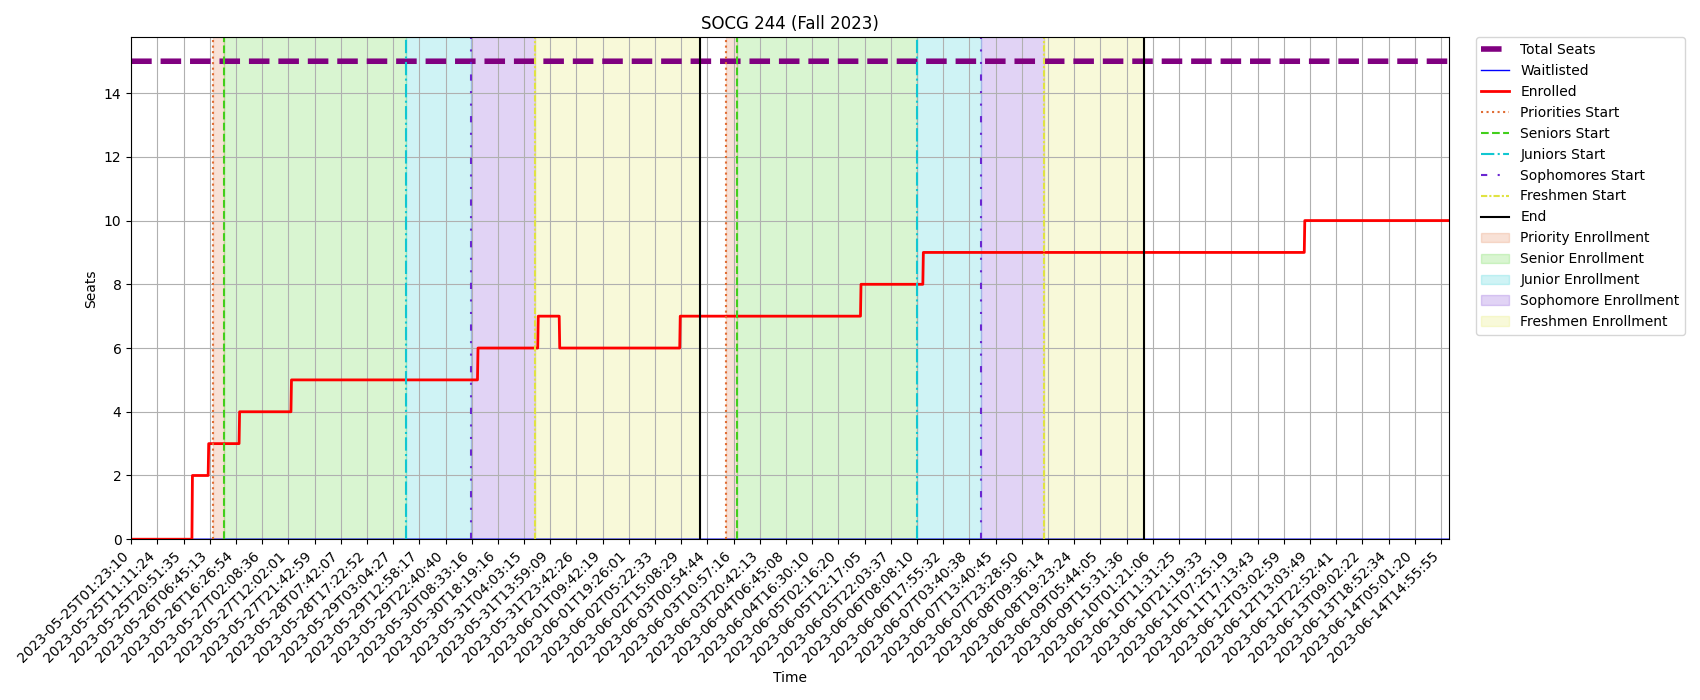 SOCG 244 (Fall 2023)
Seats
14
12
10
8
6
4
2
0
2023-05-25T01:23:10
2023-05-25T11:11:24
2023-05-25T20:51:35
2023-05-26T06:45:13
2023-05-26T16:26:54
2023-05-27T02:08:36
2023-05-27T12:02:01
2023-05-27T21:42:59
2023-05-28T07:42:07
2023-05-28T17:22:52
2023-05-29T03:04:27
2023-05-29T12:58:17
2023-05-29T22:40:40
2023-05-30T08:33:16
2023-05-30T18:19:16
2023-05-31T04:03:15
2023-05-31T13:59:09
2023-05-31T23:42:26
2023-06-01T09:42:19
2023-06-01T19:26:01
2023-06-02T05:22:33
2023-06-02T15:08:29
2023-06-03T00:54:44
2023-06-03T10:57:16
2023-06-03T20:42:13
2023-06-04T06:45:08
2023-06-04T16:30:10
2023-06-05T02:16:20
2023-06-05T12:17:05
2023-06-05T22:03:37
2023-06-06T08:08:10
2023-06-06T17:55:32
2023-06-07T03:40:38
2023-06-07T13:40:45
2023-06-07T23:28:50
2023-06-08T09:36:14
2023-06-08T19:23:24
2023-06-09T05:44:05
2023-06-09T15:31:36
2023-06-10T01:21:06
2023-06-10T11:31:25
2023-06-10T21:19:33
2023-06-11T07:25:19
2023-06-11T17:13:43
2023-06-12T03:02:59
2023-06-12T13:03:49
2023-06-12T22:52:41
2023-06-13T09:02:22
2023-06-13T18:52:34
2023-06-14T05:01:20
2023-06-14T14:55:55
Time
Total Seats
Waitlisted
Enrolled
Priorities Start
Seniors Start
Juniors Start
Sophomores Start
Freshmen Start
End
Priority Enrollment
Senior Enrollment
Junior Enrollment
Sophomore Enrollment
Freshmen Enrollment